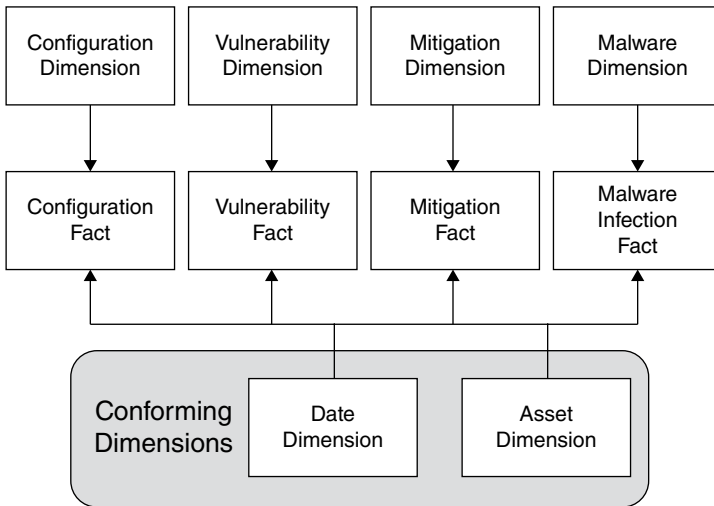 Configuration
Dimension
Vulnerability
Dimension
Mitigation
Dimension
Malware
Dimension
Configuration
Fact
Vulnerability
Fact
Mitigation
Fact
Malware
Infection
Fact
Conforming
Dimensions
Date
Dimension
Asset
Dimension